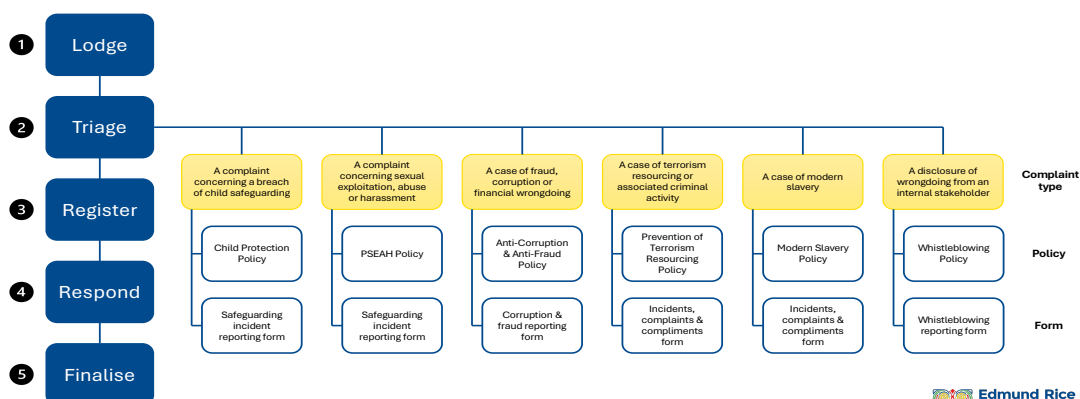 1
Lodge
2
Triage
3
Register
4
Respond
5
Finalise
A complaint
concerning a breach
of child safeguarding
A complaint
concerning sexual
exploitation, abuse
or harassment
A case of fraud,
corruption or
financial wrongdoing
A case of terrorism
resourcing or
associated criminal
activity
A case of modern
slavery
A disclosure of
wrongdoing from an
internal stakeholder
Complaint
type
Child Protection
Policy
PSEAH Policy
Anti-Corruption
& Anti-Fraud
Policy
Prevention of
Terrorism
Resourcing
Policy
Modern Slavery
Policy
Whistleblowing
Policy
Policy
Safeguarding
incident
reporting form
Safeguarding
incident
reporting form
Corruption &
fraud reporting
form
Incidents,
complaints &
compliments
form
Incidents,
complaints &
compliments
form
Whistleblowing
reporting form
Form
Edmund Rice